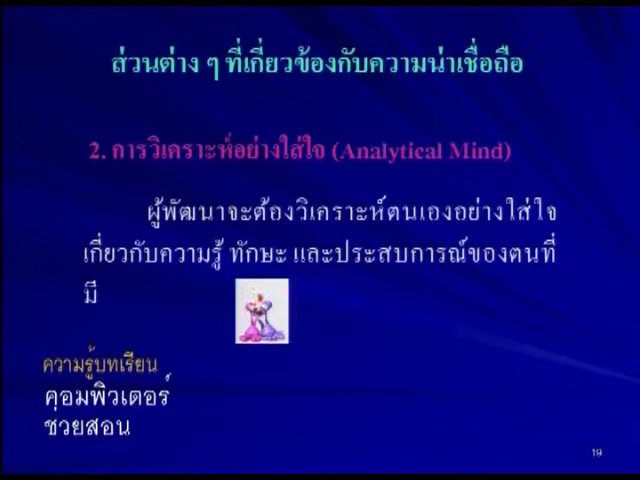 ส่วนต่าง ๆ ที่เกี่ยวข้องกับความน่าเชื่อถือ
2. การวิเคราะห์อย่างใส่ใจ (Analytical Mind)
ผู้พัฒนาจะต้องวิเคราะห์ตนเองอย่างใส่ใจ
เกี่ยวกับความรู้ ทักษะ และประสบการณ์ของตนที่
มี
ความรู้บทเรียน
คอมพิวเตอร์
ช่วยสอน
19